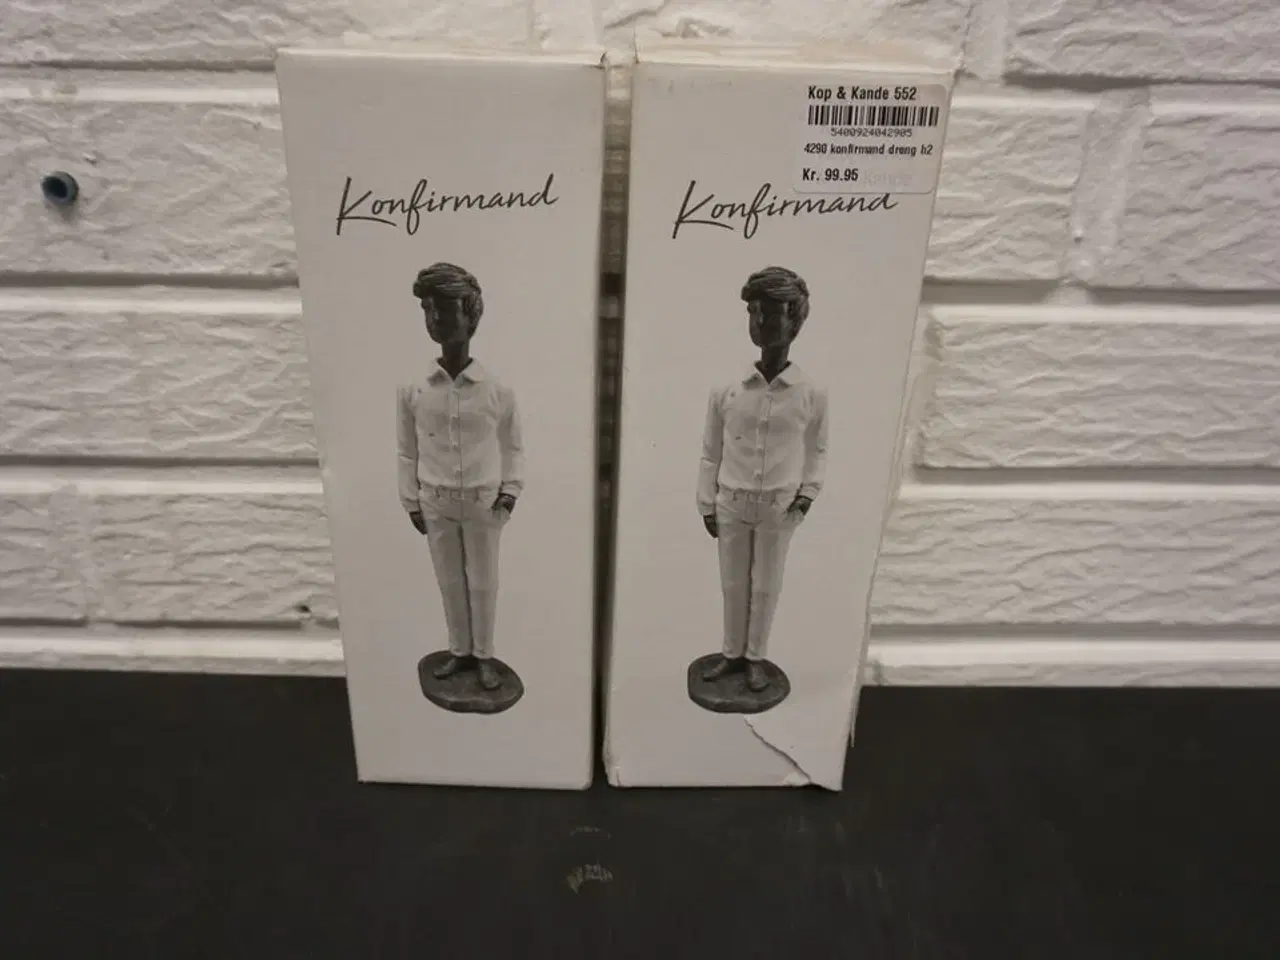 Konfirmand
Kop & Kande 552
5400924042905
4290 konfirmand dreng h2
Kr. 99.95
Konfirmand